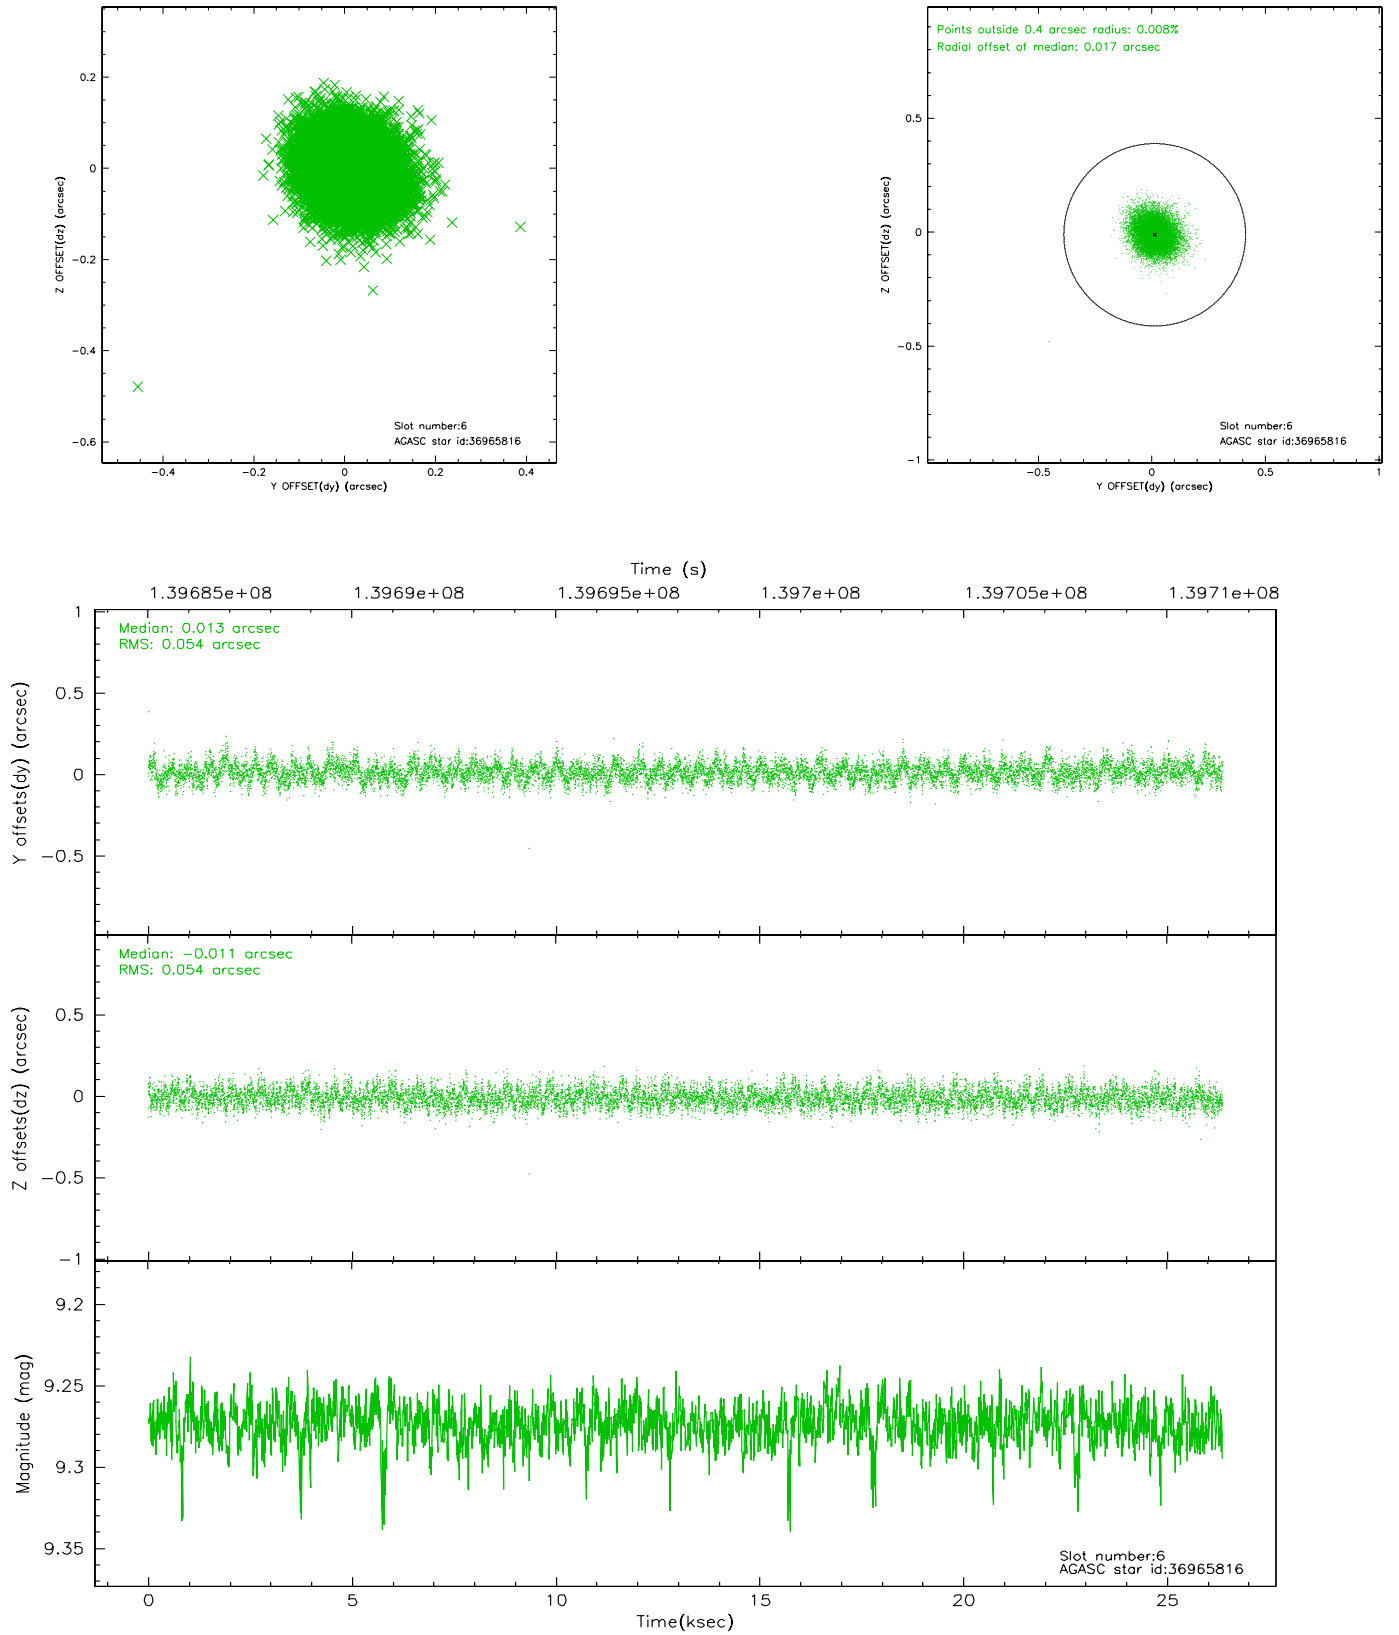 0.2
0
−0.2
−0.4
−0.6
Z OFFSET(dz) (arcsec)
Slot number:6
AGASC star id:36965816
−0.4 −0.2 0 0.2 0.4
Y OFFSET(dy) (arcsec)
Points outside 0.4 arcsec radius: 0.008%
Radial offset of median: 0.017 arcsec
0.5
0
−0.5
−1
Z OFFSET(dz) (arcsec)
Slot number:6
AGASC star id:36965816
−0.5 0 0.5 1
Y OFFSET(dy) (arcsec)
Time (s)
1.39685e+08 1.3969e+08 1.39695e+08 1.397e+08 1.39705e+08 1.3971e+08
Median: 0.013 arcsec
RMS: 0.054 arcsec
1
0.5
0
−0.5
Y offsets(dy) (arcsec)
Median: −0.011 arcsec
RMS: 0.054 arcsec
0.5
0
−0.5
−1
Z offsets(dz) (arcsec)
9.2
9.25
9.3
9.35
Magnitude (mag)
Slot number:6
AGASC star id:36965816
0 5 10 15 20 25
Time(ksec)